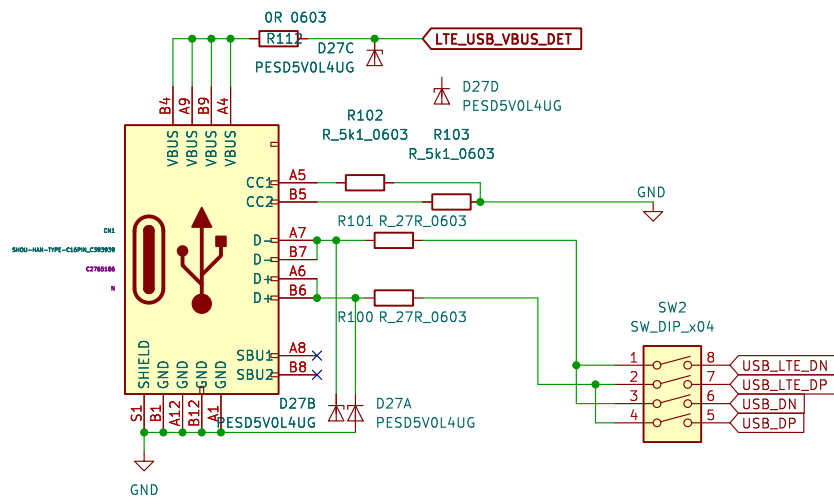 0R 0603
R112
D27C
PESD5V0L4UG
LTE_USB_VBUS_DET
D27D
PESD5V0L4UG
B4
A9
B9
A4
VBUS
VBUS
VBUS
VBUS
R102
R_5k1_0603
R103
R_5k1_0603
CC1
A5
CC2
B5
GND
CN1
SHOU-HAN-TYPE-C16PIN_C393939
C2765186
N
D-
A7
D-
B7
D+
A6
D+
B6
R101 R_27R_0603
R100 R_27R_0603
SBU1
A8
SBU2
B8
SHIELD
GND
GND
GND
GND
S1
B1
A12
B12
A1
D27B
PESD5V0L4UG
D27A
PESD5V0L4UG
GND
SW2
SW_DIP_x04
1
8
USB_LTE_DN
2
7
USB_LTE_DP
3
6
USB_DN
4
5
USB_DP